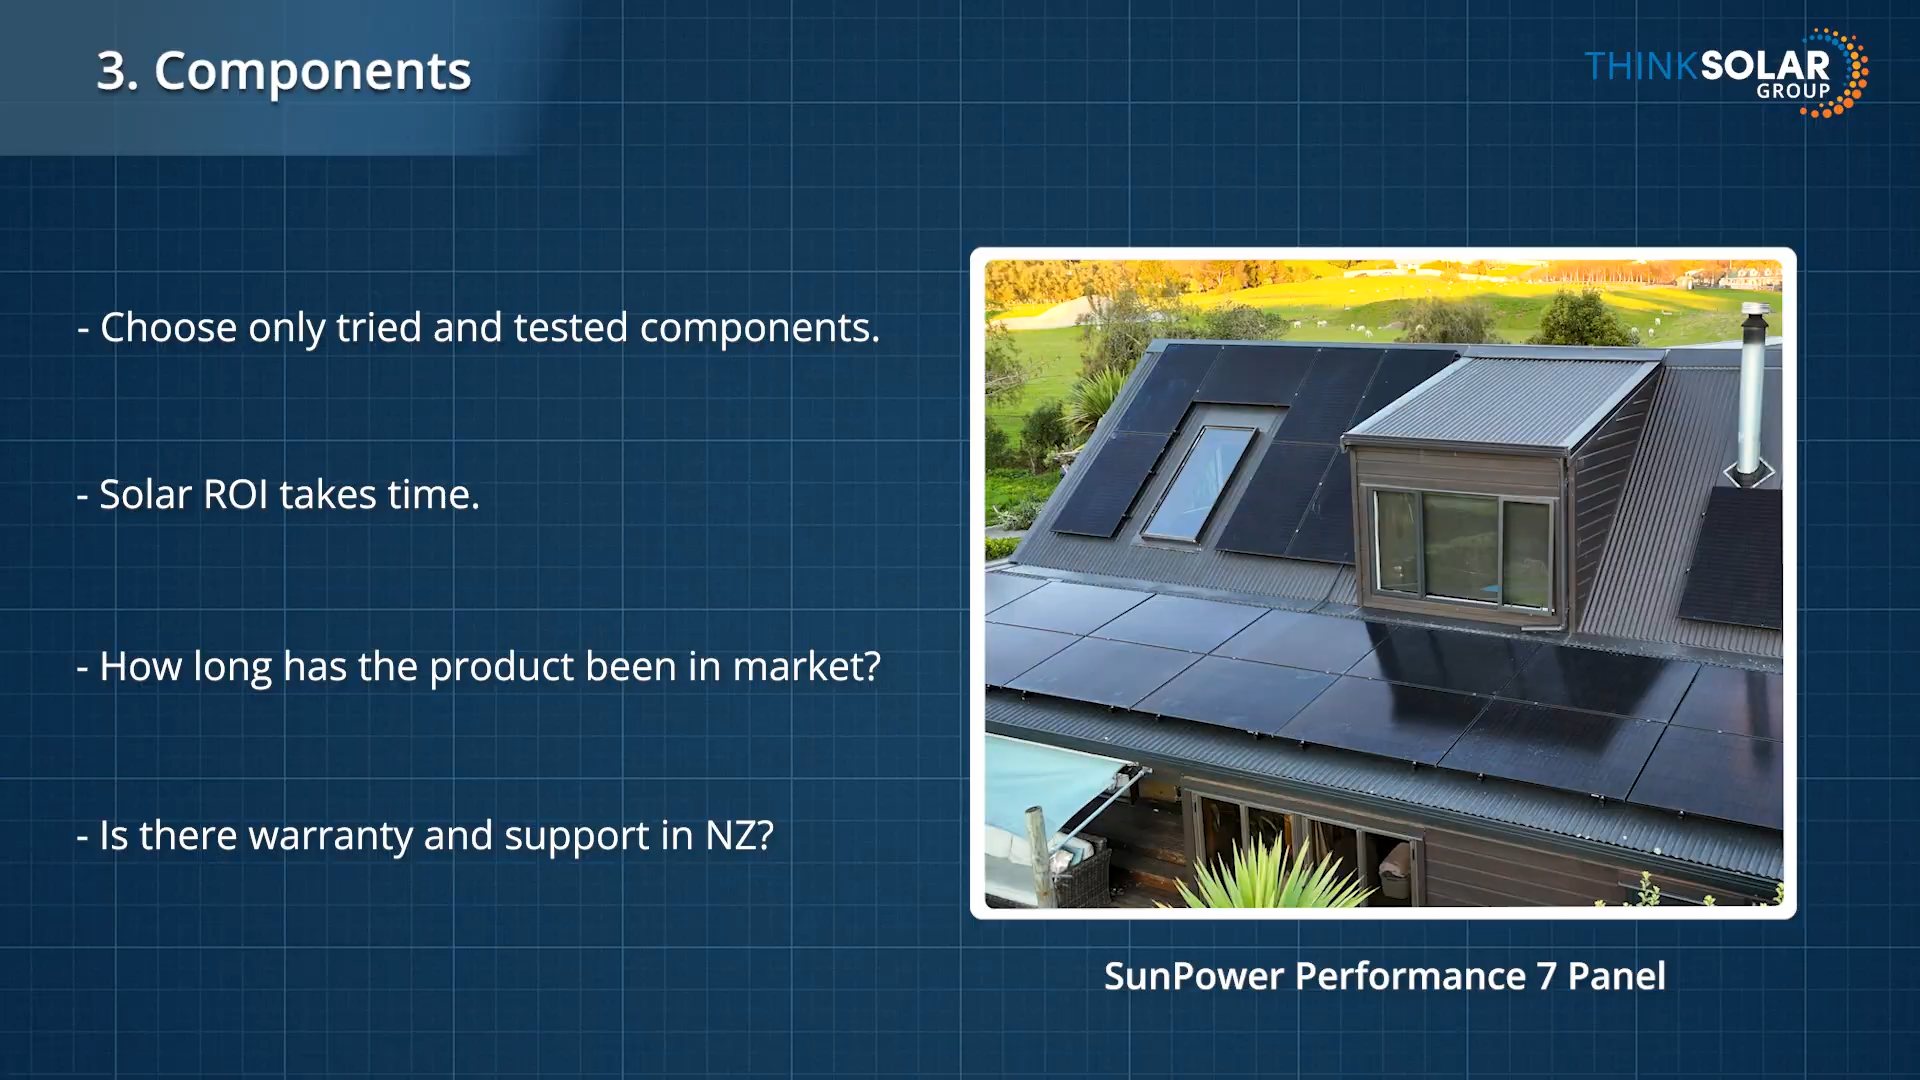 3. Components
THINKSOLAR
GROUP
- Choose only tried and tested components.
- Solar ROI takes time.
- How long has the product been in market?
- Is there warranty and support in NZ?
SunPower Performance 7 Panel